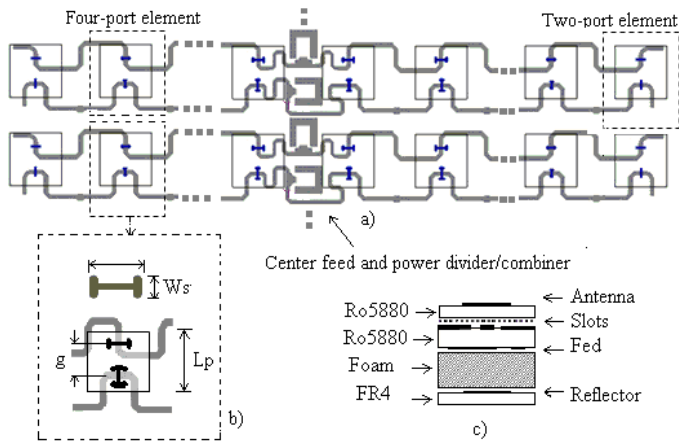 Four-port element
Two-port element
a)
Center feed and power divider/combiner
Ws
g
Lp
b)
Ro5880
Ro5880
Foam
FR4
Antenna
Slots
Fed
Reflector
c)